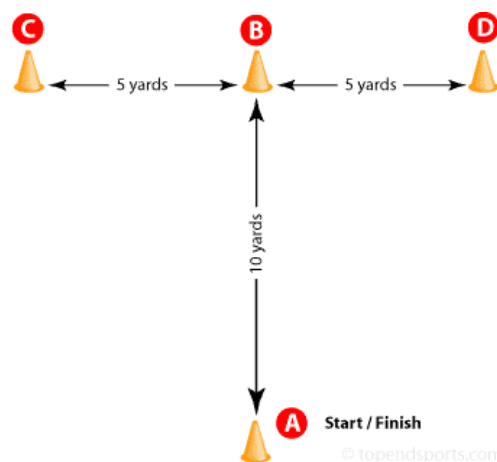 C
B
D
5 yards
5 yards
10 yards
A
Start / Finish
© topendsports.com